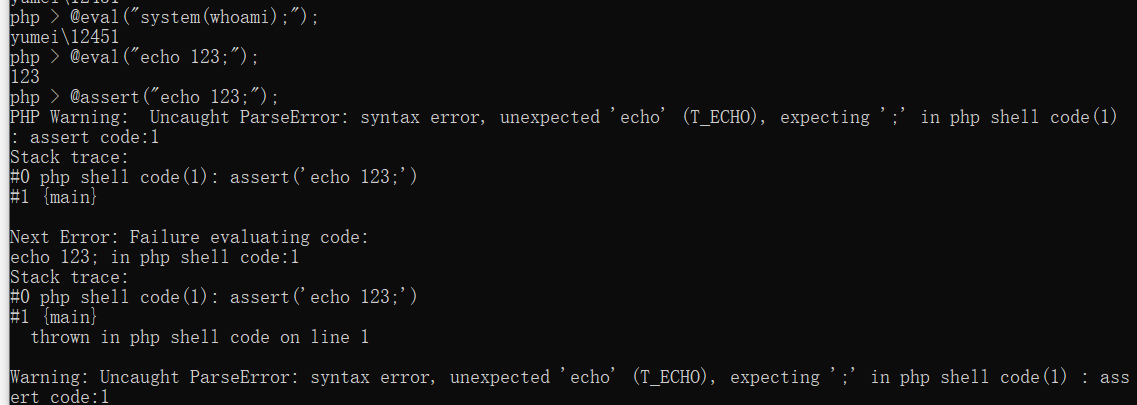 php > @eval("system(whoami);");
yumei\12451
php > @eval("echo 123;");
123
php > @assert("echo 123;");
PHP Warning:  Uncaught ParseError: syntax error, unexpected 'echo' (T_ECHO), expecting ';' in php shell code(1)
: assert code:1
Stack trace:
#0 php shell code(1): assert('echo 123;')
#1 {main}

Next Error: Failure evaluating code:
echo 123; in php shell code:1
Stack trace:
#0 php shell code(1): assert('echo 123;')
#1 {main}
  thrown in php shell code on line 1

Warning: Uncaught ParseError: syntax error, unexpected 'echo' (T_ECHO), expecting ';' in php shell code(1) : ass
ert code:1